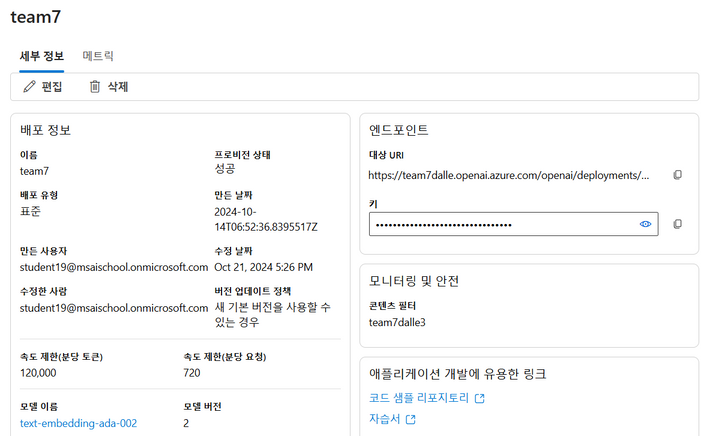 team7
세부 정보
메트릭
편집
삭제
배포 정보
이름
team7
프로비전 상태
성공
배포 유형
표준
만든 날짜
2024-10-
14T06:52:36.8395517Z
만든 사용자
student19@msaischool.onmicrosoft.com
수정 날짜
Oct 21, 2024 5:26 PM
수정한 사람
student19@msaischool.onmicrosoft.com
버전 업데이트 정책
새 기본 버전을 사용할 수
있는 경우
속도 제한(분당 토큰)
120,000
속도 제한(분당 요청)
720
모델 이름
text-embedding-ada-002
모델 버전
2
엔드포인트
대상 URI
https://team7dalle.openai.azure.com/openai/deployments/...
키
••••••••••••••••••••••••••••••••
모니터링 및 안전
콘텐츠 필터
team7dalle3
애플리케이션 개발에 유용한 링크
코드 샘플 리포지토리
자습서